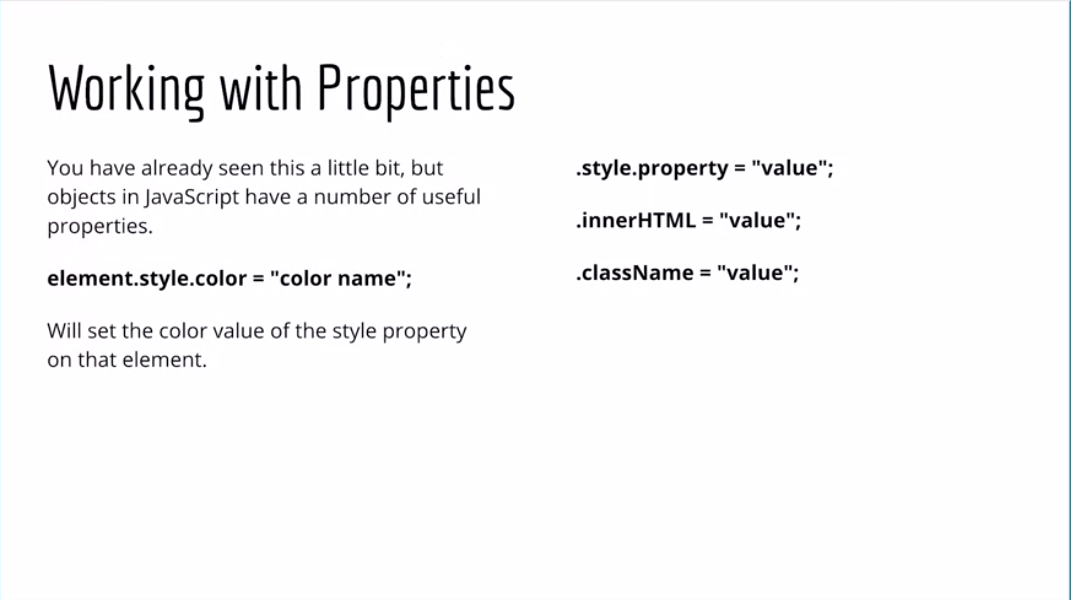 Working with Properties
You have already seen this a little bit, but
objects in JavaScript have a number of useful
properties.
element.style.color = "color name";
Will set the color value of the style property
on that element.
.style.property = "value";
.innerHTML = "value";
.className = "value";